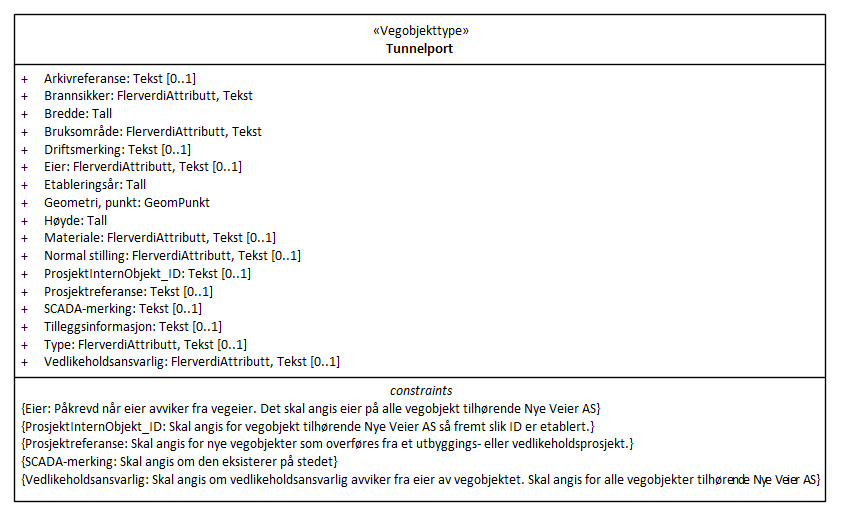 «Vegobjekttype»
Tunnelport
+ Arkivreferanse: Tekst [0..1]
+ Brannsikker: FlerverdiAttributt, Tekst
+ Bredde: Tall
+ Bruksområde: FlerverdiAttributt, Tekst
+ Driftsmerking: Tekst [0..1]
+ Eier: FlerverdiAttributt, Tekst [0..1]
+ Etableringsår: Tall
+ Geometri, punkt: GeomPunkt
+ Høyde: Tall
+ Materiale: FlerverdiAttributt, Tekst [0..1]
+ Normal stilling: FlerverdiAttributt, Tekst [0..1]
+ ProsjektInternObjekt_ID: Tekst [0..1]
+ Prosjektreferanse: Tekst [0..1]
+ SCADA-merking: Tekst [0..1]
+ Tilleggsinformasjon: Tekst [0..1]
+ Type: FlerverdiAttributt, Tekst [0..1]
+ Vedlikeholdsansvarlig: FlerverdiAttributt, Tekst [0..1]
constraints
{Eier: Påkrevd når eier avviker fra vegeier. Det skal angis eier på alle vegobjekt tilhørende Nye Veier AS}
{ProsjektInternObjekt_ID: Skal angis for vegobjekt tilhørende Nye Veier AS så fremt slik ID er etablert.}
{Prosjektreferanse: Skal angis for nye vegobjekter som overføres fra et utbyggings- eller vedlikeholdsprosjekt.}
{SCADA-merking: Skal angis om den eksisterer på stedet}
{Vedlikeholdsansvarlig: Skal angis om vedlikeholdsansvarlig avviker fra eier av vegobjektet. Skal angis for alle vegobjekter tilhørende Nye Veier AS}